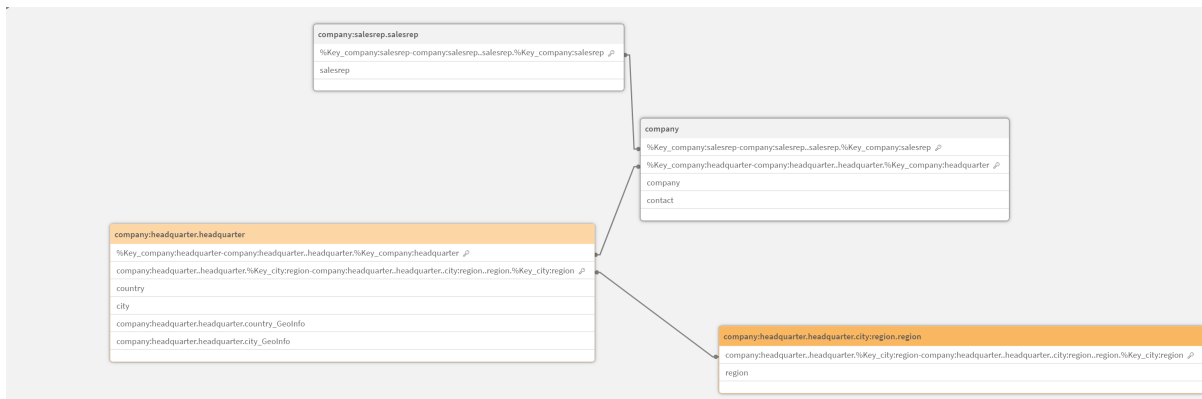 company:salesrep.salesrep
%Key_company:salesrep-company:salesrep..salesrep.%Key_company:salesrep
salesrep
company
%Key_company:salesrep-company:salesrep..salesrep.%Key_company:salesrep
%Key_company:headquarter-company:headquarter..headquarter.%Key_company:headquarter
company
contact
company:headquarter.headquarter
%Key_company:headquarter-company:headquarter..headquarter.%Key_company:headquarter
company:headquarter..headquarter.%Key_city:region-company:headquarter..headquarter..city:region..region.%Key_city:region
country
city
company:headquarter.headquarter.country_GeoInfo
company:headquarter.headquarter.city_GeoInfo
company:headquarter.headquarter.city:region.region
company:headquarter..headquarter.%Key_city:region-company:headquarter..headquarter..city:region..region.%Key_city:region
region